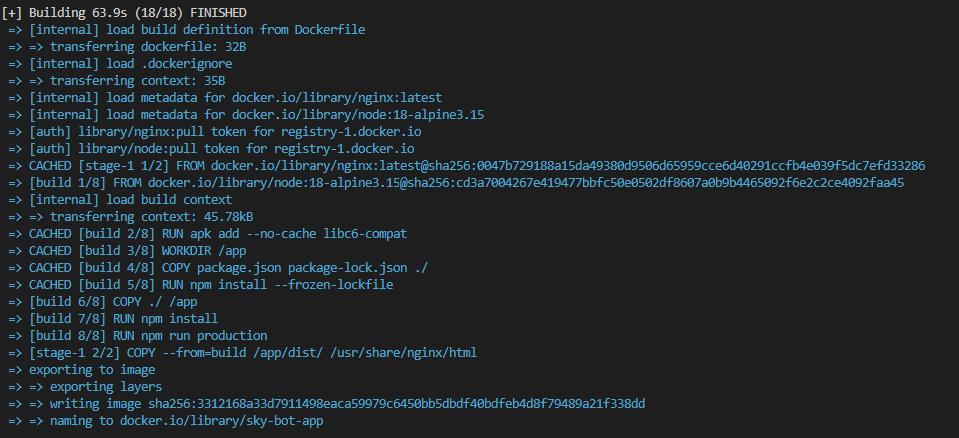 [+] Building 63.9s (18/18) FINISHED
=> [internal] load build definition from Dockerfile
=> => transferring dockerfile: 32B
=> [internal] load .dockerignore
=> => transferring context: 35B
=> [internal] load metadata for docker.io/library/nginx:latest
=> [internal] load metadata for docker.io/library/node:18-alpine3.15
=> [auth] library/nginx:pull token for registry-1.docker.io
=> [auth] library/node:pull token for registry-1.docker.io
=> CACHED [stage-1 1/2] FROM docker.io/library/nginx:latest@sha256:0047b729188a15da49380d9506d65959cce6d40291ccfb4e039f5dc7efd33286
=> [build 1/8] FROM docker.io/library/node:18-alpine3.15@sha256:cd3a7004267e419477bbfc50e0502df8607a0b9b4465092f6e2c2ce4092faa45
=> [internal] load build context
=> => transferring context: 45.78kB
=> CACHED [build 2/8] RUN apk add --no-cache libc6-compat
=> CACHED [build 3/8] WORKDIR /app
=> CACHED [build 4/8] COPY package.json package-lock.json ./
=> CACHED [build 5/8] RUN npm install --frozen-lockfile
=> [build 6/8] COPY ./ /app
=> [build 7/8] RUN npm install
=> [build 8/8] RUN npm run production
=> [stage-1 2/2] COPY --from=build /app/dist/ /usr/share/nginx/html
=> exporting to image
=> => exporting layers
=> => writing image sha256:3312168a33d7911498eaca59979c6450bb5dbdf40bdfeb4d8f79489a21f338dd
=> => naming to docker.io/library/sky-bot-app